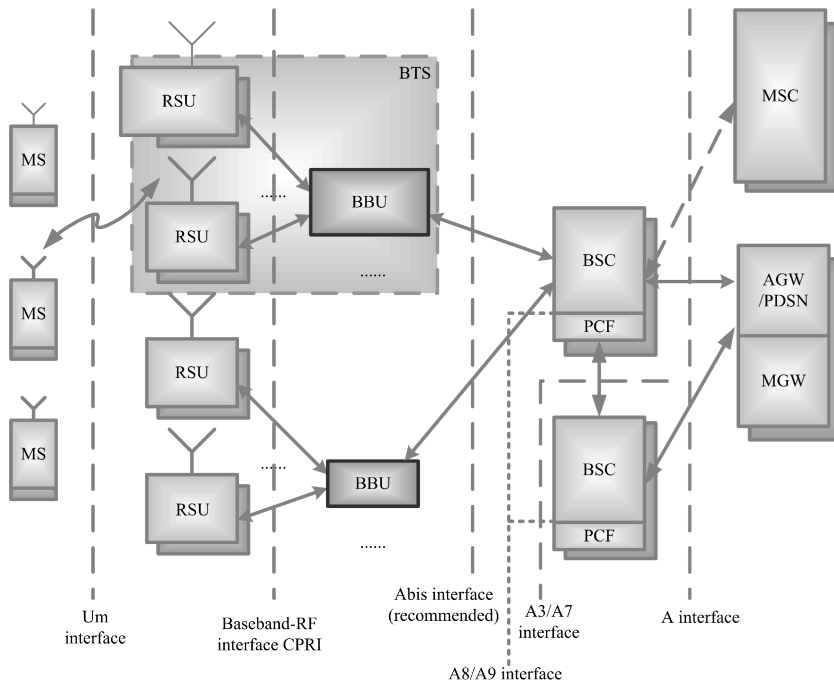 BTS
RSU
MSC
MS
......
BBU
RSU
BSC
AGW
/PDSN
......
MS
PCF
RSU
MGW
MS
......
BBU
BSC
RSU
PCF
......
Um
interface
Baseband-RF
interface CPRI
Abis interface
(recommended)
A3/A7
interface
A interface
A8/A9 interface